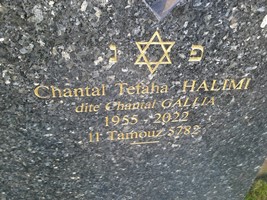 פ נ
Chantal Tefaha HALIMI
dite Chantal GALLIA
1955 - 2022
11 Tamouz 5782